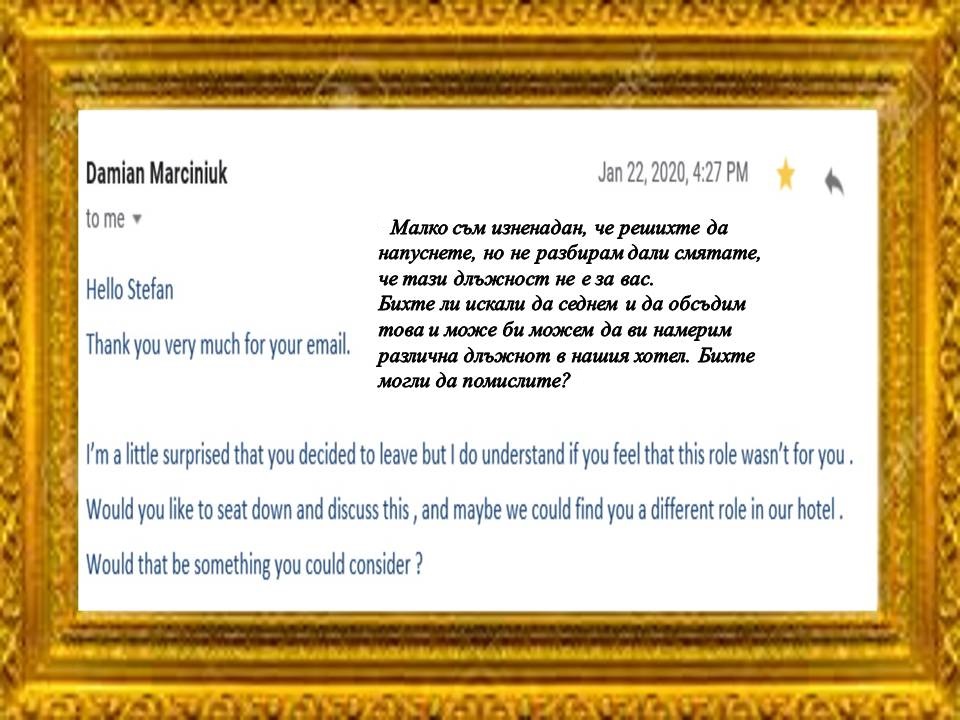 Damian Marciniuk
Jan 22, 2020, 4:27 PM
to me
Малко съм изненадан, че решихте да
напуснете, но не разбирам дали смятате,
че тази длъжност не е за вас.
Бихте ли искали да седнем и да обсъдим
това и може би можем да ви намерим
различна длъжнот в нашия хотел. Бихте
могли да помислите?
Hello Stefan
Thank you very much for your email.
I'm a little surprised that you decided to leave but I do understand if you feel that this role wasn't for you .
Would you like to seat down and discuss this , and maybe we could find you a different role in our hotel .
Would that be something you could consider ?